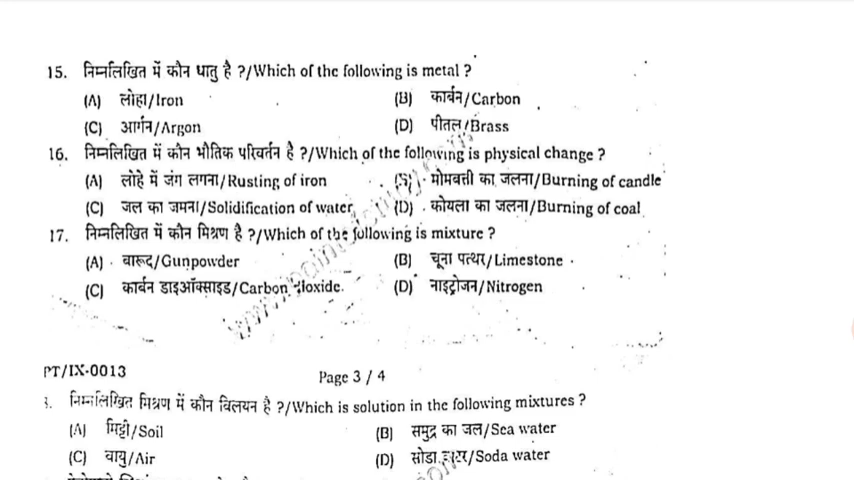 15. निम्नलिखित में कौन धातु है ?/Which of the following is metal ?
(A) लोहा/Iron (B) कार्बन/Carbon
(C) आर्गन/Argon (D) पीतल/Brass
16. निम्नलिखित में कौन भौतिक परिवर्तन है ?/Which of the following is physical change ?
(A) लोहे में जंग लगना/Rusting of iron मोमबत्ती का जलना/Burning of candle
(C) जल का जमना/Solidification of water (D) कोयला का जलना/Burning of coal
17. निम्नलिखित में कौन मिश्रण है ?/Which of the following is mixture ?
(A) बारूद/Gunpowder (B) चूना पत्थर/Limestone
(C) कार्बन डाइऑक्साइड/Carbon dioxide. (D) नाइट्रोजन/Nitrogen
PT/IX-0013
Page 3 / 4
निम्नलिखित मिश्रण में कौन विलयन है ?/Which is solution in the following mixtures ?
(A) मिट्टी/Soil (B) समुद्र का जल/Sea water
(C) वायु/Air (D) सोडा वाटर/Soda water